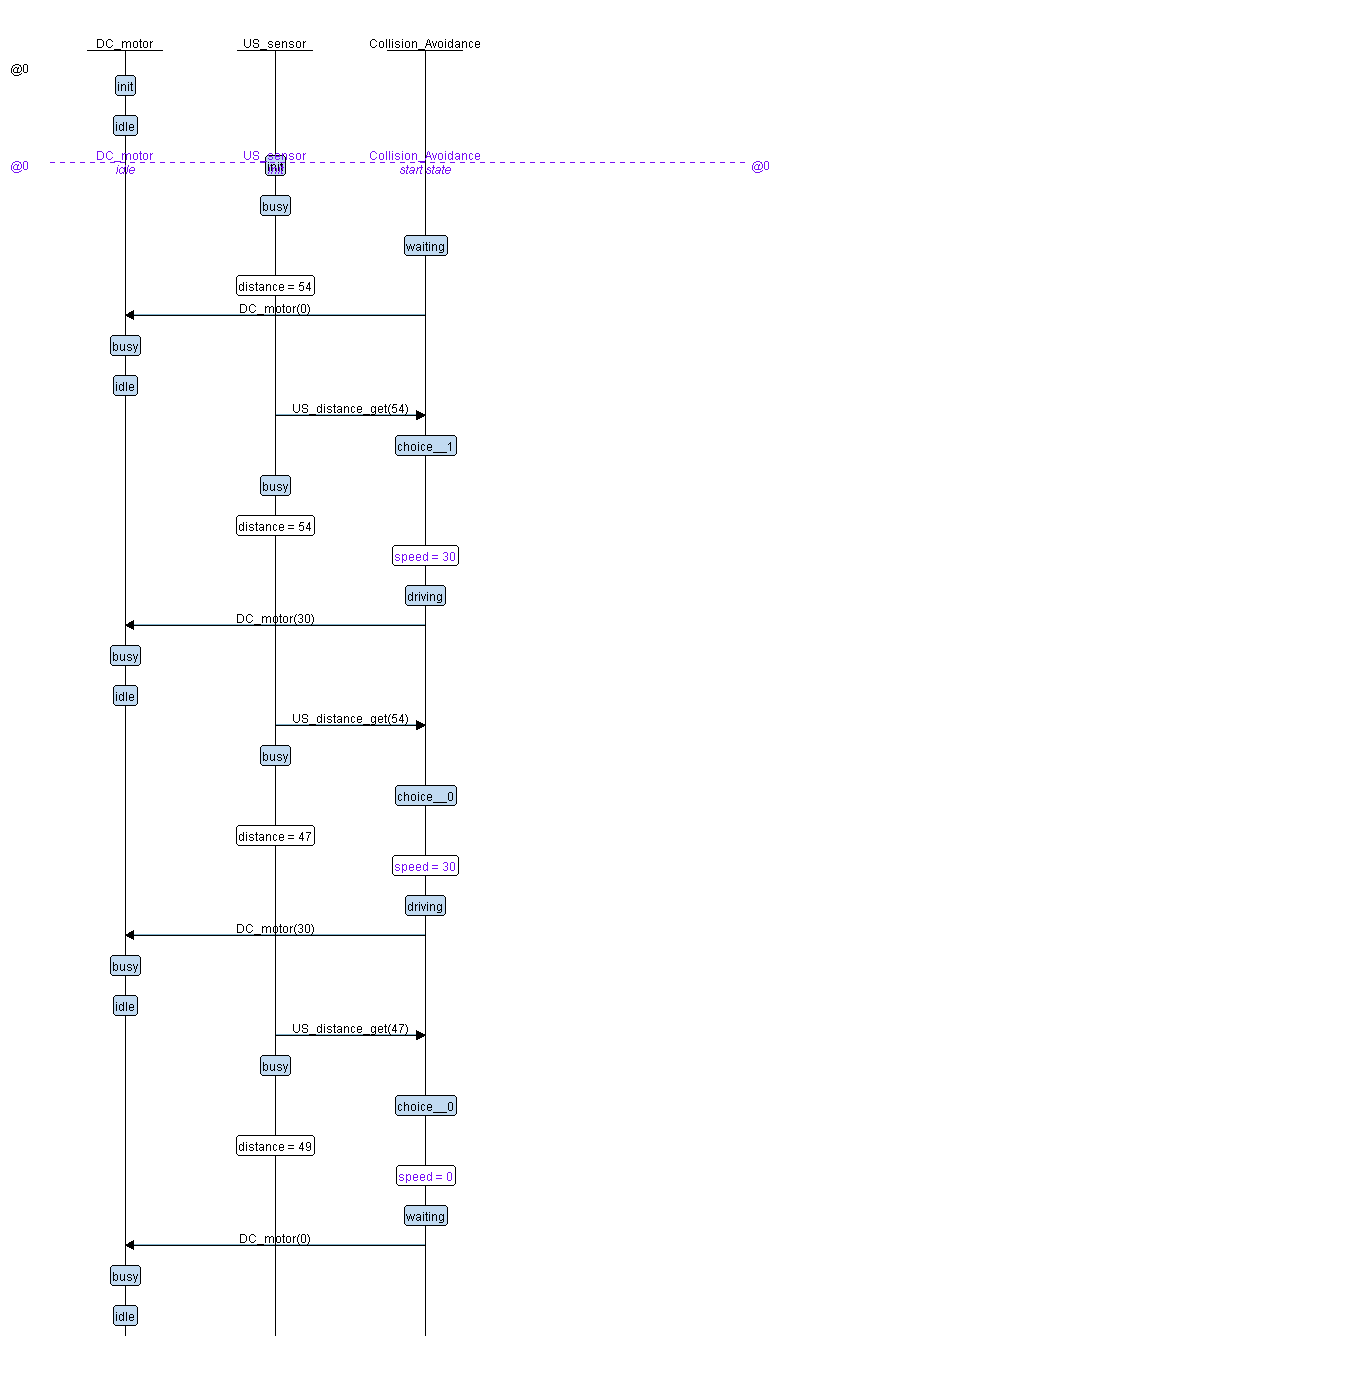 DC_motor US_sensor Collision_Avoidance
@0
init
idle
DC_motor US_sensor Collision_Avoidance
@0 @0
idle init start state
busy
waiting
distance = 54
DC_motor(0)
busy
idle
US_distance_get(54)
choice__1
busy
distance = 54
speed = 30
driving
DC_motor(30)
busy
idle
US_distance_get(54)
busy
choice__0
distance = 47
speed = 30
driving
DC_motor(30)
busy
idle
US_distance_get(47)
busy
choice__0
distance = 49
speed = 0
waiting
DC_motor(0)
busy
idle